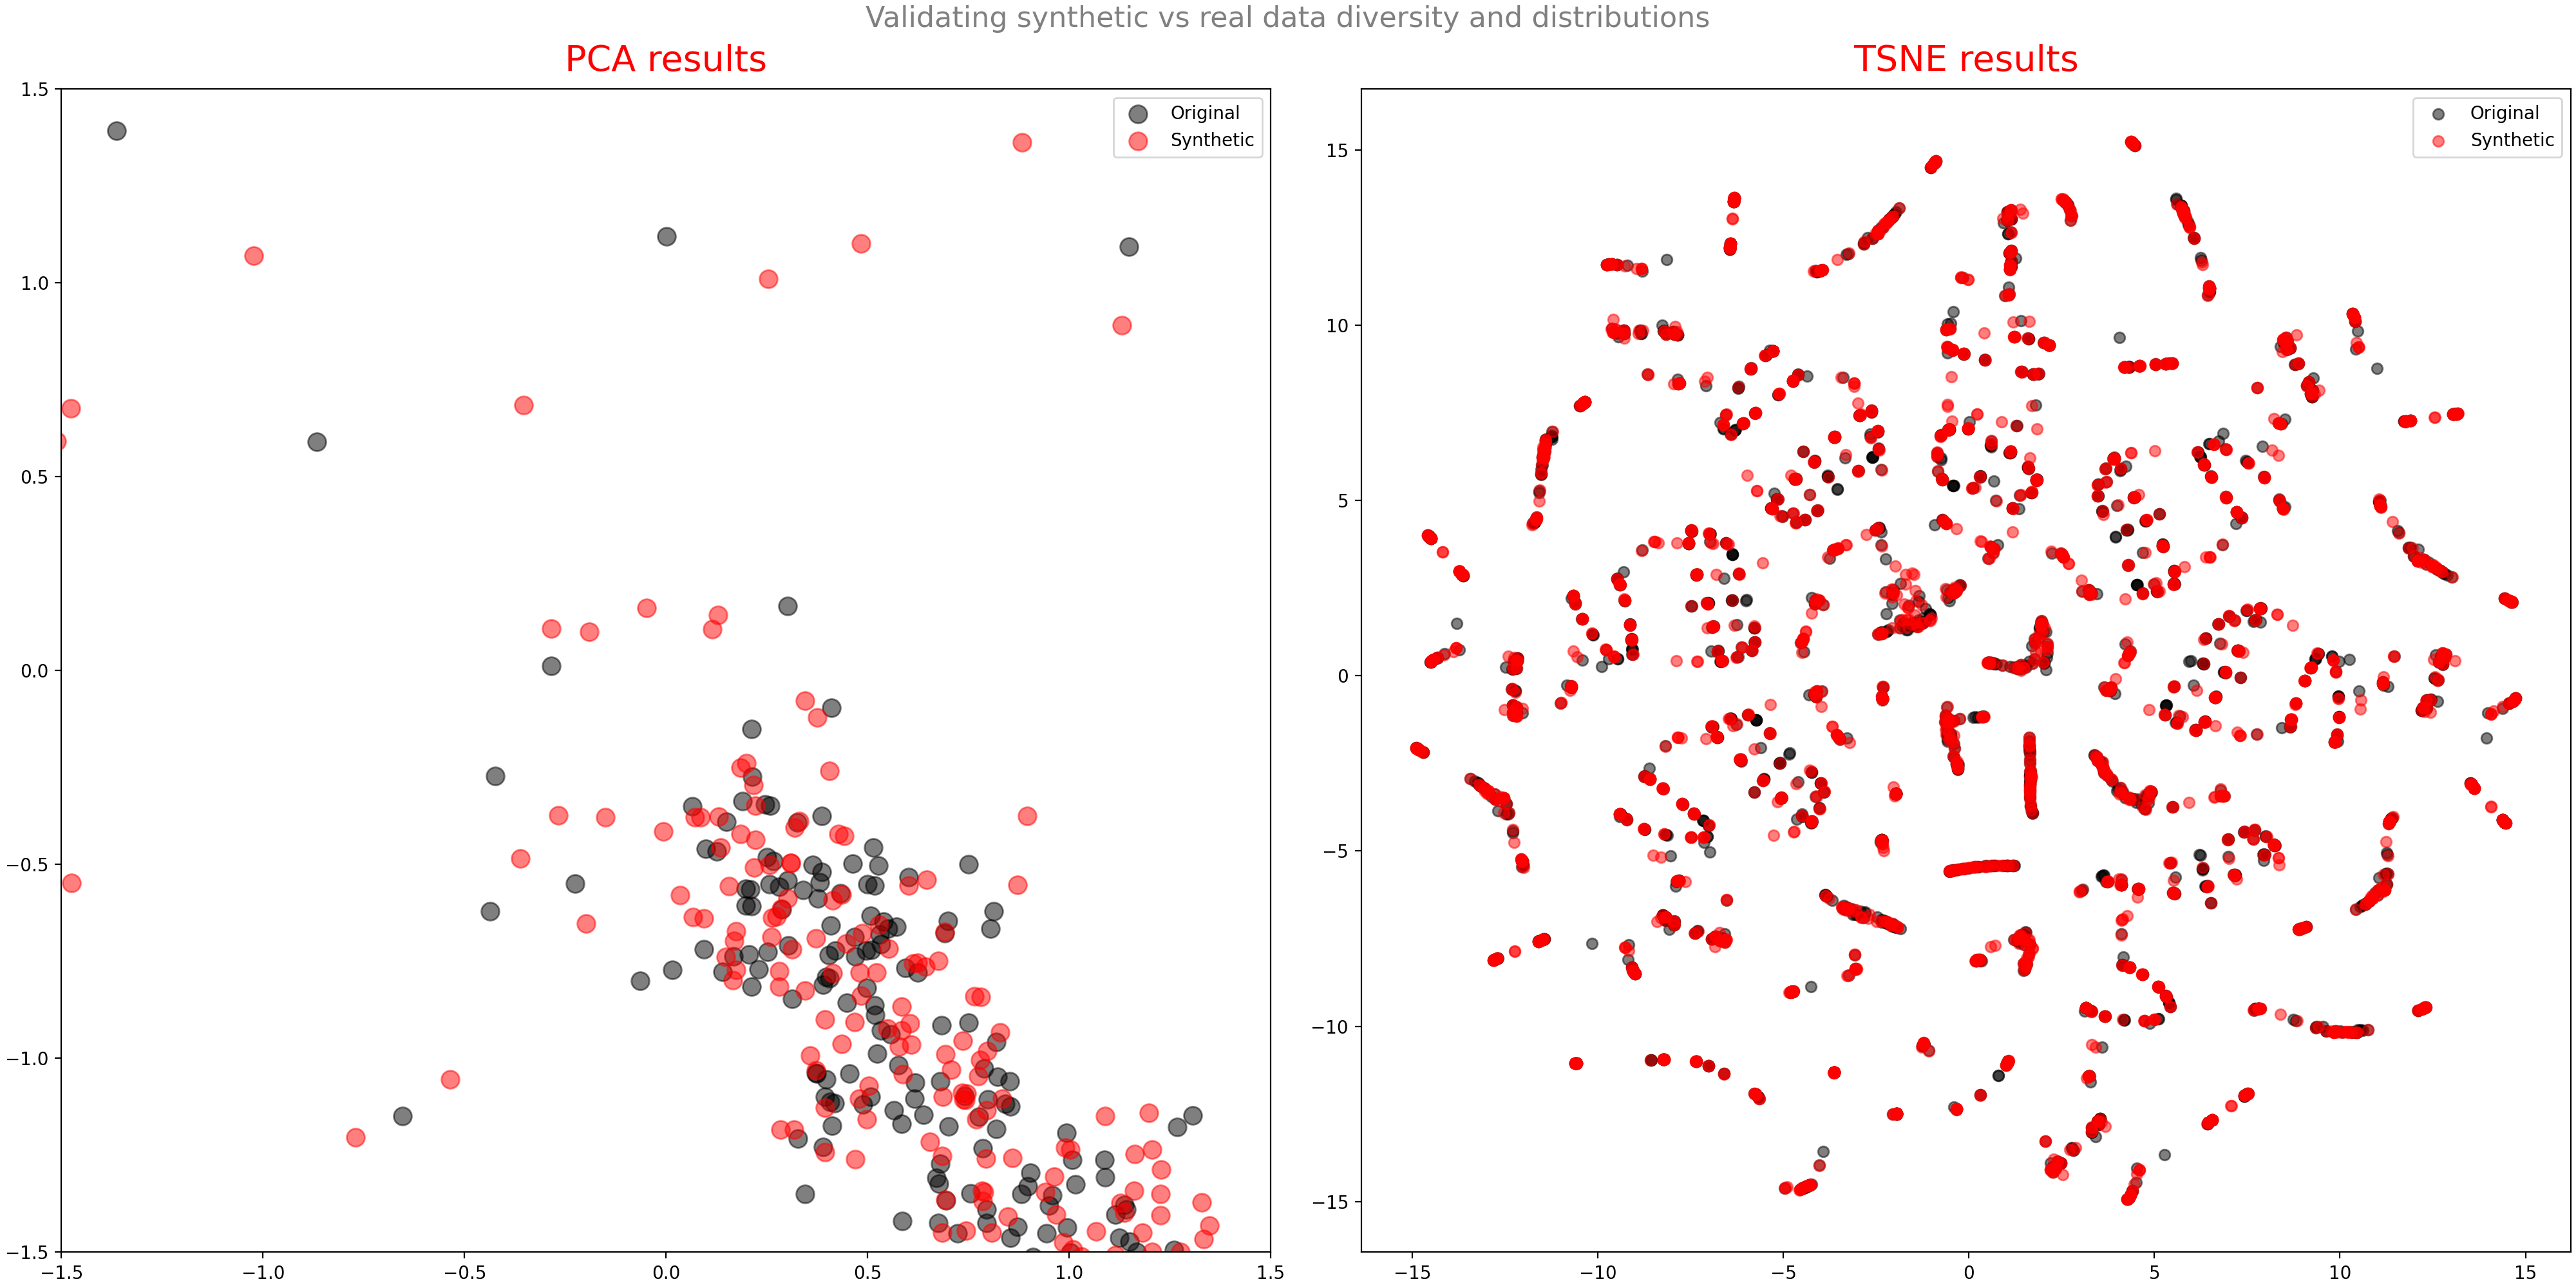 Validating synthetic vs real data diversity and distributions
PCA results
TSNE results
Original
Synthetic
1.5
1.0
0.5
0.0
−0.5
−1.0
−1.5
−1.5 −1.0 −0.5 0.0 0.5 1.0 1.5
Original
Synthetic
15
10
5
0
−5
−10
−15
−15 −10 −5 0 5 10 15